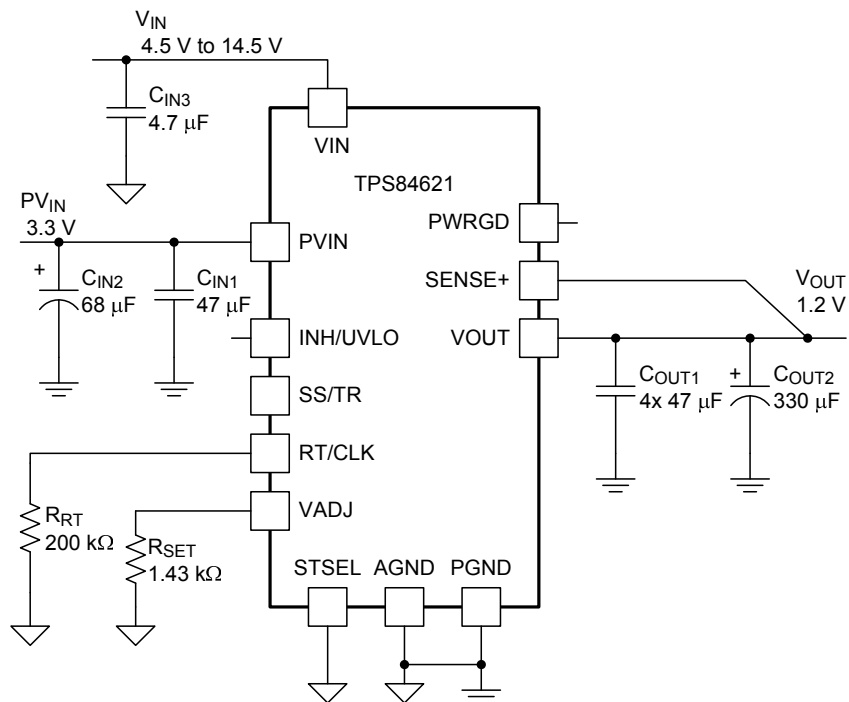 VIN
4.5 V to 14.5 V
CIN3
4.7 μF
VIN
TPS84621
PVIN
3.3 V
PVIN
PWRGD
+
CIN2
68 μF
CIN1
47 μF
SENSE+
VOUT
1.2 V
INH/UVLO
VOUT
SS/TR
COUT1
4x 47 μF
+
COUT2
330 μF
RT/CLK
VADJ
RRT
200 kΩ
RSET
1.43 kΩ
STSEL
AGND
PGND